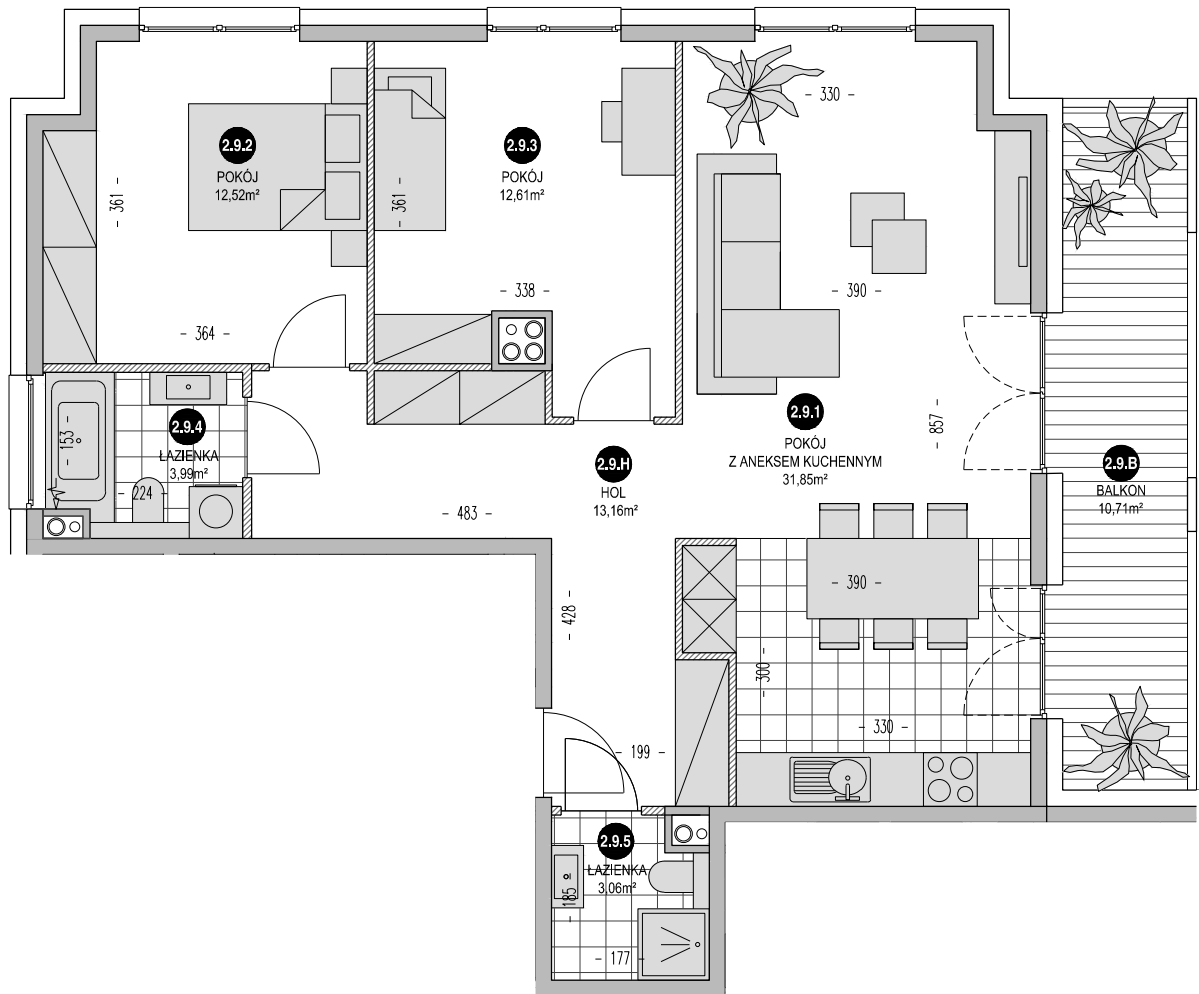 - 330 -
2.9.2
POKÓJ
12,52m²
- 361 -
2.9.3
POKÓJ
12,61m²
- 361 -
- 338 -
- 390 -
- 364 -
2.9.4
ŁAZIENKA
3,99m²
- 153 -
- 224 -
2.9.1
POKÓJ
Z ANEKSEM KUCHENNYM
31,85m²
- 857 -
2.9.H
HOL
13,16m²
2.9.B
BALKON
10,71m²
- 483 -
- 390 -
- 428 -
- 300 -
- 330 -
- 199 -
2.9.5
ŁAZIENKA
3,06m²
- 185 -
- 177 -